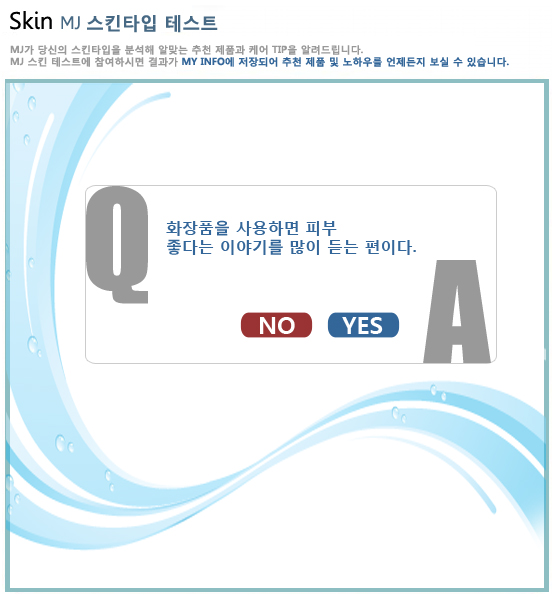 Skin MJ 스킨타입 테스트
MJ가 당신의 스킨타입을 분석해 알맞는 추천 제품과 케어 TIP을 알려드립니다.
MJ 스킨 테스트에 참여하시면 결과가 MY INFO에 저장되어 추천 제품 및 노하우를 언제든지 보실 수 있습니다.
Q
화장품을 사용하면 피부
좋다는 이야기를 많이 듣는 편이다.
NO YES
A